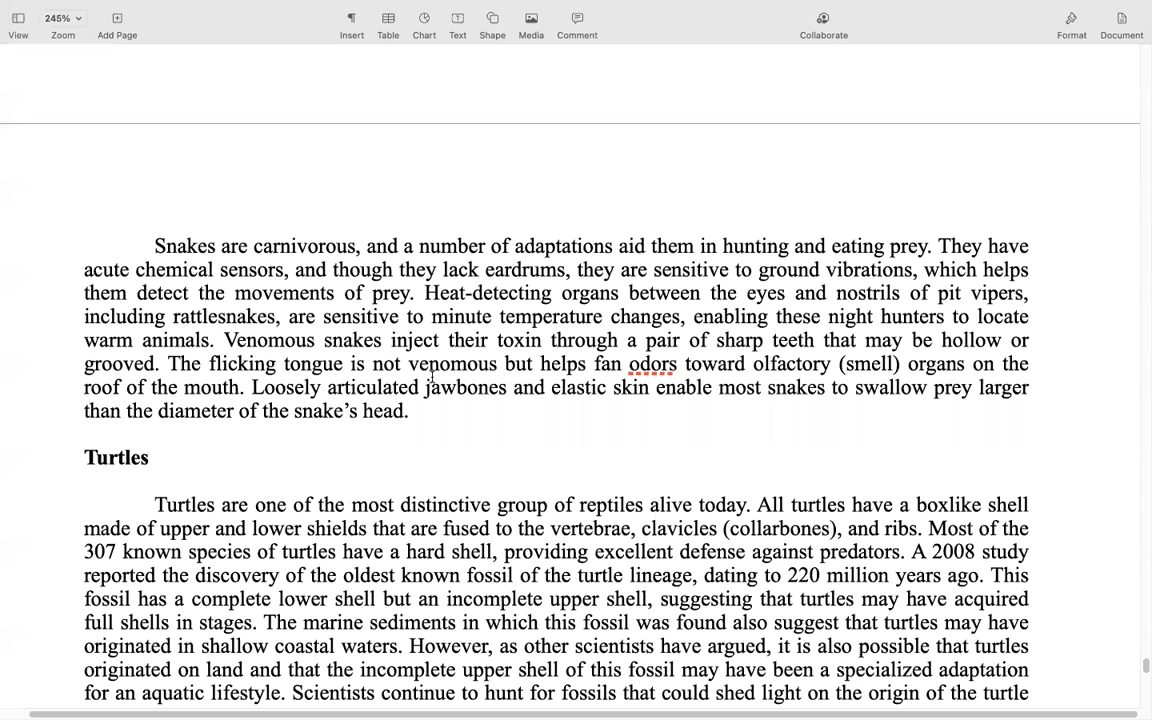 245%
View
Zoom
Add Page
Insert
Table
Chart
Text
Shape
Media
Comment
Collaborate
Format
Document
Snakes are carnivorous, and a number of adaptations aid them in hunting and eating prey. They have
acute chemical sensors, and though they lack eardrums, they are sensitive to ground vibrations, which helps
them detect the movements of prey. Heat-detecting organs between the eyes and nostrils of pit vipers,
including rattlesnakes, are sensitive to minute temperature changes, enabling these night hunters to locate
warm animals. Venomous snakes inject their toxin through a pair of sharp teeth that may be hollow or
grooved. The flicking tongue is not venomous but helps fan odors toward olfactory (smell) organs on the
roof of the mouth. Loosely articulated jawbones and elastic skin enable most snakes to swallow prey larger
than the diameter of the snake’s head.
Turtles
Turtles are one of the most distinctive group of reptiles alive today. All turtles have a boxlike shell
made of upper and lower shields that are fused to the vertebrae, clavicles (collarbones), and ribs. Most of the
307 known species of turtles have a hard shell, providing excellent defense against predators. A 2008 study
reported the discovery of the oldest known fossil of the turtle lineage, dating to 220 million years ago. This
fossil has a complete lower shell but an incomplete upper shell, suggesting that turtles may have acquired
full shells in stages. The marine sediments in which this fossil was found also suggest that turtles may have
originated in shallow coastal waters. However, as other scientists have argued, it is also possible that turtles
originated on land and that the incomplete upper shell of this fossil may have been a specialized adaptation
for an aquatic lifestyle. Scientists continue to hunt for fossils that could shed light on the origin of the turtle